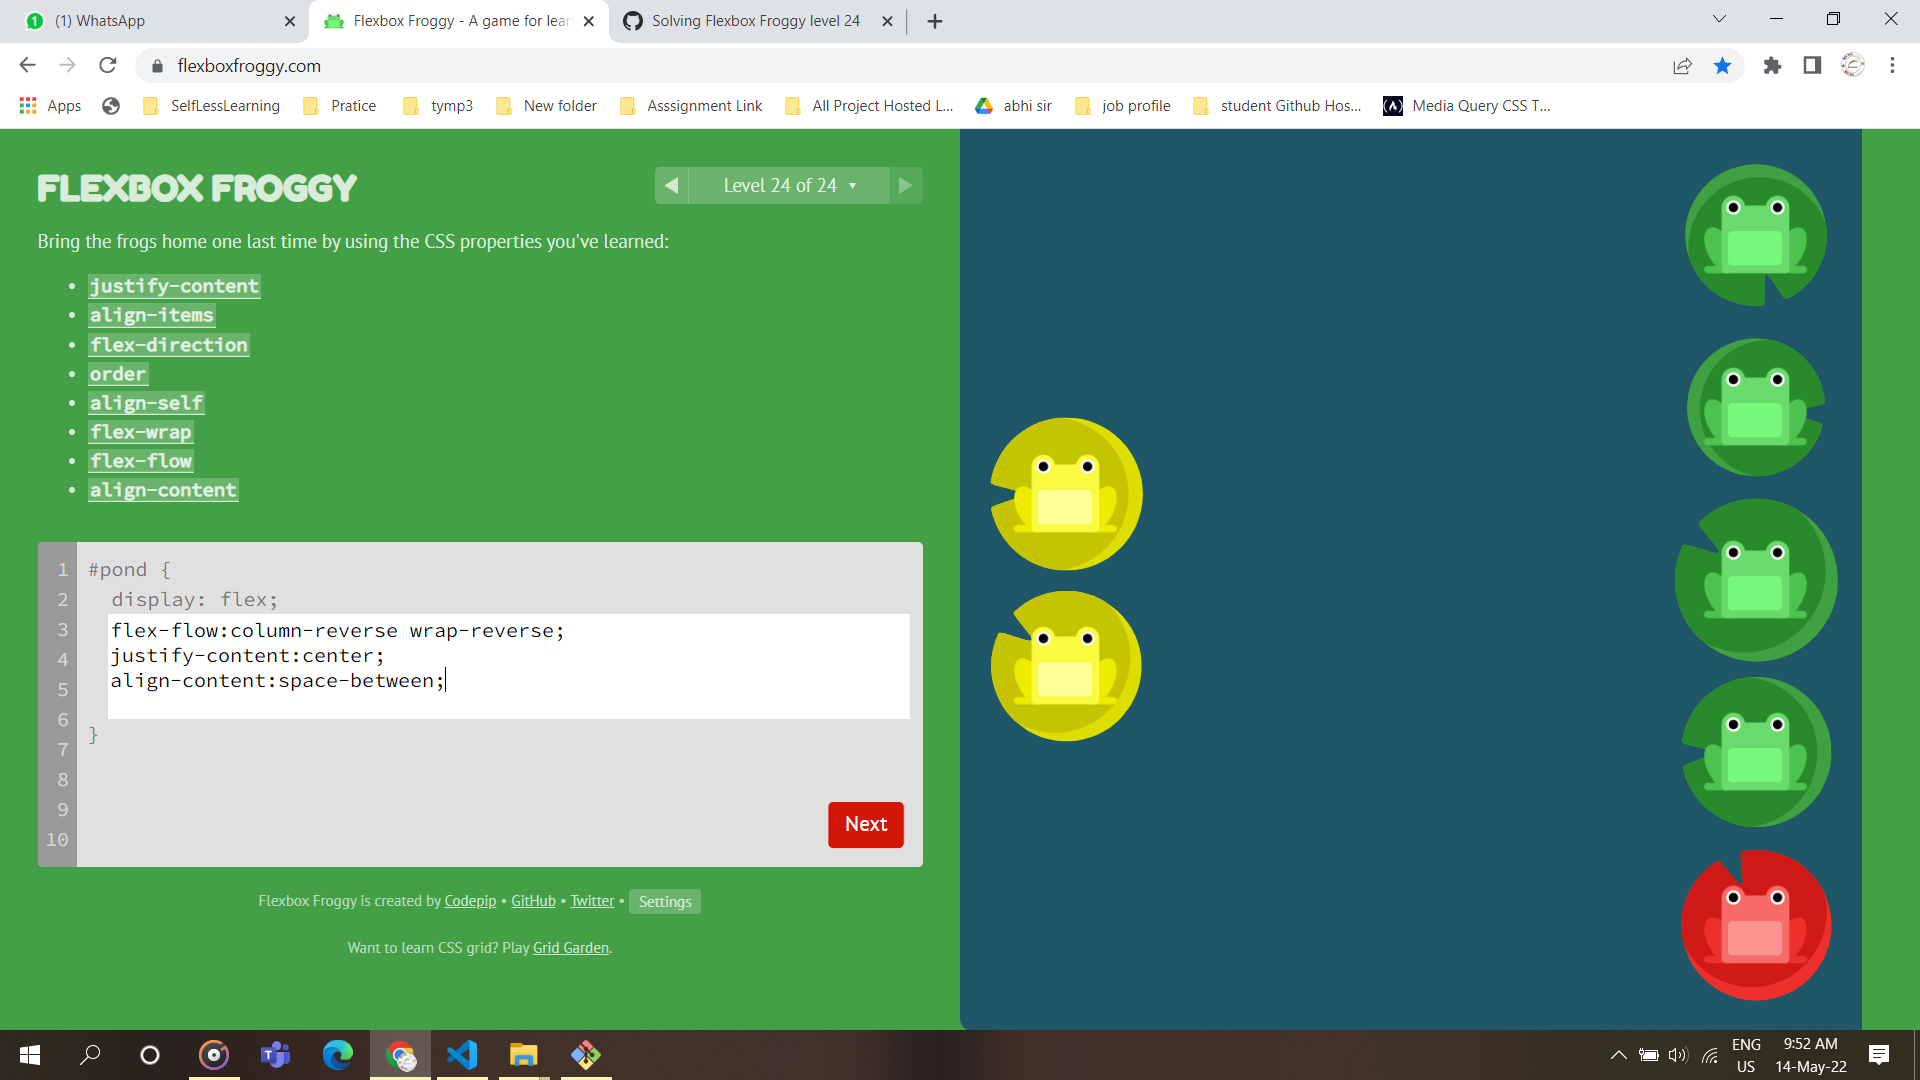 (1) WhatsApp
Flexbox Froggy - A game for lear
Solving Flexbox Froggy level 24
flexboxfroggy.com
Apps
SelfLessLearning
Pratice
tymp3
New folder
Asssignment Link
All Project Hosted L...
abhi sir
job profile
student Github Hos...
Media Query CSS T...
FLEXBOX FROGGY
Level 24 of 24
Bring the frogs home one last time by using the CSS properties you've learned:
justify-content
align-items
flex-direction
order
align-self
flex-wrap
flex-flow
align-content
1 #pond {
2 display: flex;
3 flex-flow:column-reverse wrap-reverse;
4 justify-content:center;
5 align-content:space-between;
6
7 }
8
9
10
Next
Flexbox Froggy is created by Codepip • GitHub • Twitter • Settings
Want to learn CSS grid? Play Grid Garden.
ENG
US
9:52 AM
14-May-22